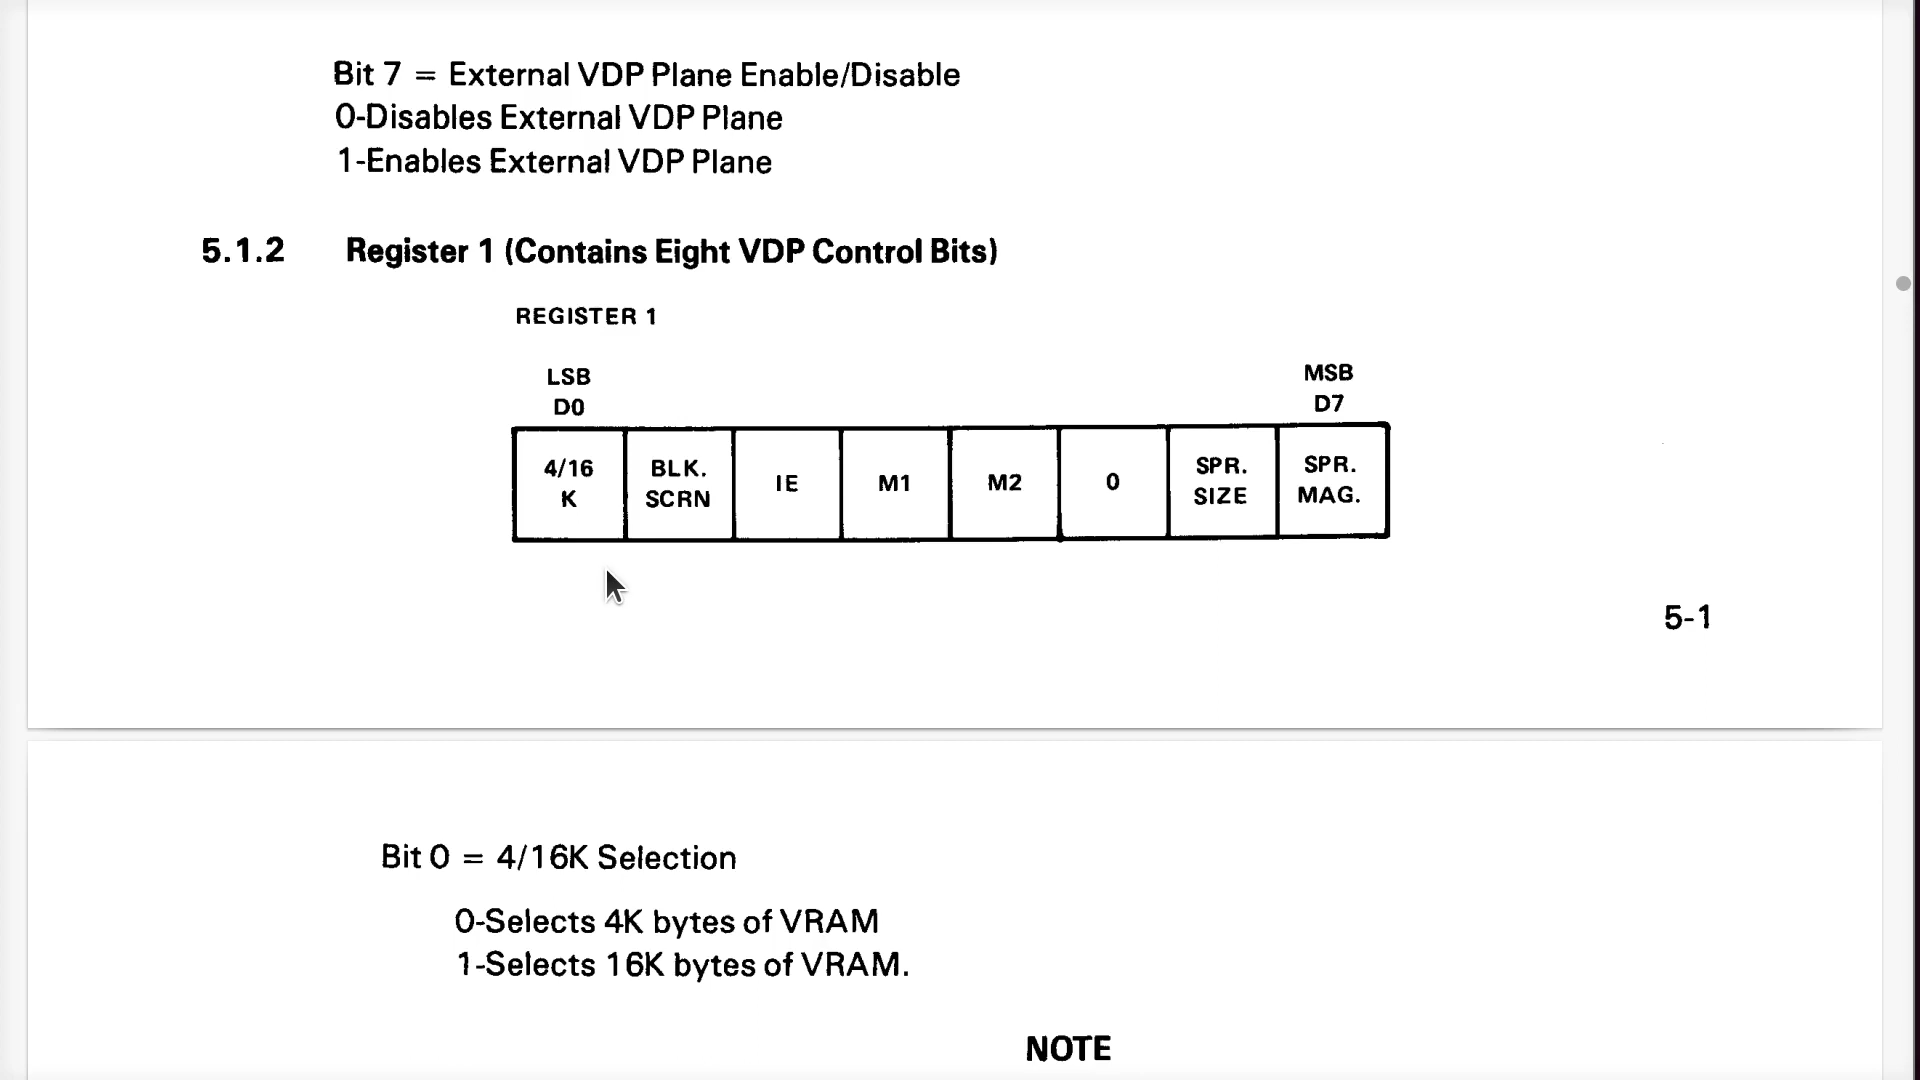 Bit 7 = External VDP Plane Enable/Disable
0-Disables External VDP Plane
1-Enables External VDP Plane
5.1.2 Register 1 (Contains Eight VDP Control Bits)
REGISTER 1
LSB MSB
D0 D7
4/16 K BLK. SCRN IE M1 M2 0 SPR. SIZE SPR. MAG.
5-1
Bit 0 = 4/16K Selection
0-Selects 4K bytes of VRAM
1-Selects 16K bytes of VRAM.
NOTE